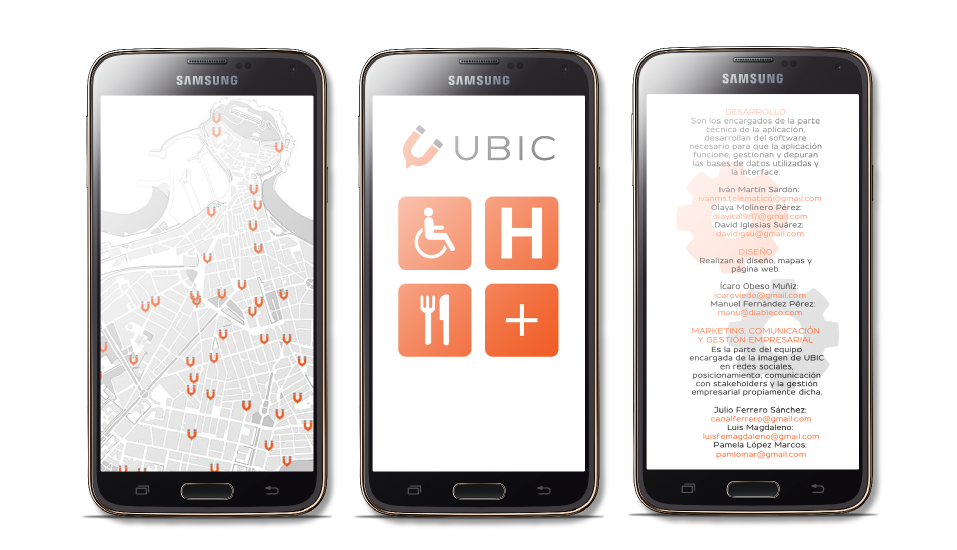 SAMSUNG
SAMSUNG
UBIC
H
SAMSUNG
DESARROLLO
Son los encargados de la parte
técnica de la aplicación,
desarrollan del software
necesario para que la aplicación
funcione, gestionan y depuran
las bases de datos utilizadas y
la interface.
Iván Martín Sardón:
ivanms.telematico@gmail.com
Olaya Molinero Pérez:
olayital987@gmail.com
David Iglesias Suárez:
davidigsu@gmail.com
DISEÑO
Realizan el diseño, mapas y
página web.
Ícaro Obeso Muñiz:
icaroviedo@gmail.com
Manuel Fernández Pérez:
manu@diableco.com
MARKETING, COMUNICACIÓN
Y GESTIÓN EMPRESARIAL
Es la parte del equipo
encargada de la imagen de UBIC
en redes sociales,
posicionamiento, comunicación
con stakeholders y la gestión
empresarial propiamente dicha.
Julio Ferrero Sánchez:
canalferrero@gmail.com
Luis Magdaleno:
luisfemagdaleno@gmail.com
Pamela López Marcos:
pamlomar@gmail.com